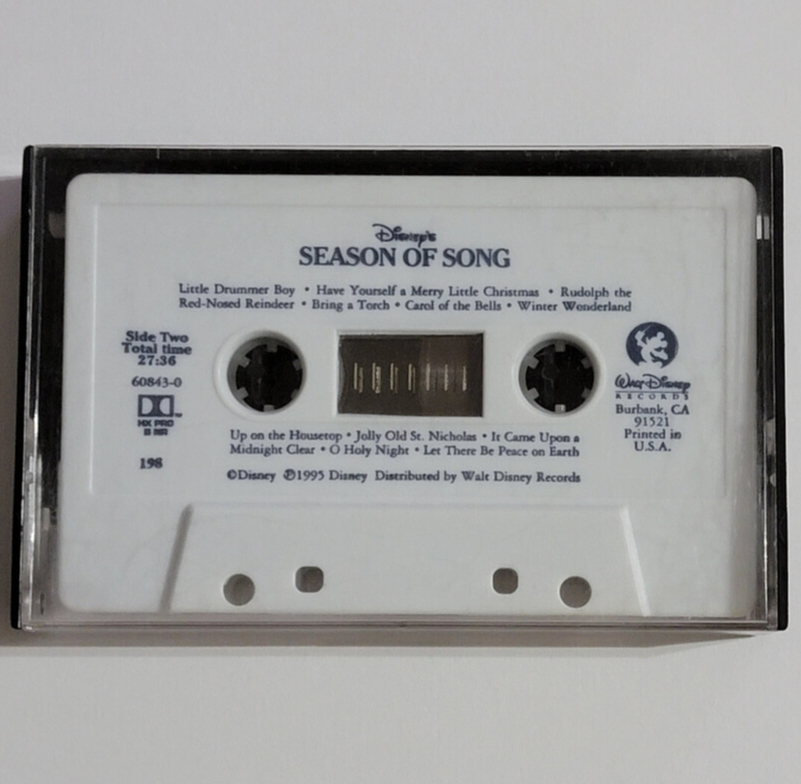 Disney's
SEASON OF SONG
Little Drummer Boy • Have Yourself a Merry Little Christmas • Rudolph the
Red-Nosed Reindeer • Bring a Torch • Carol of the Bells • Winter Wonderland
Side Two
Total time
27:36
60843-0
HX PRO
B NR
198
Walt Disney
RECORDS
Burbank, CA
91521
Printed in
U.S.A.
Up on the Housetop • Jolly Old St. Nicholas • It Came Upon a
Midnight Clear • O Holy Night • Let There Be Peace on Earth
©Disney ℗1995 Disney Distributed by Walt Disney Records